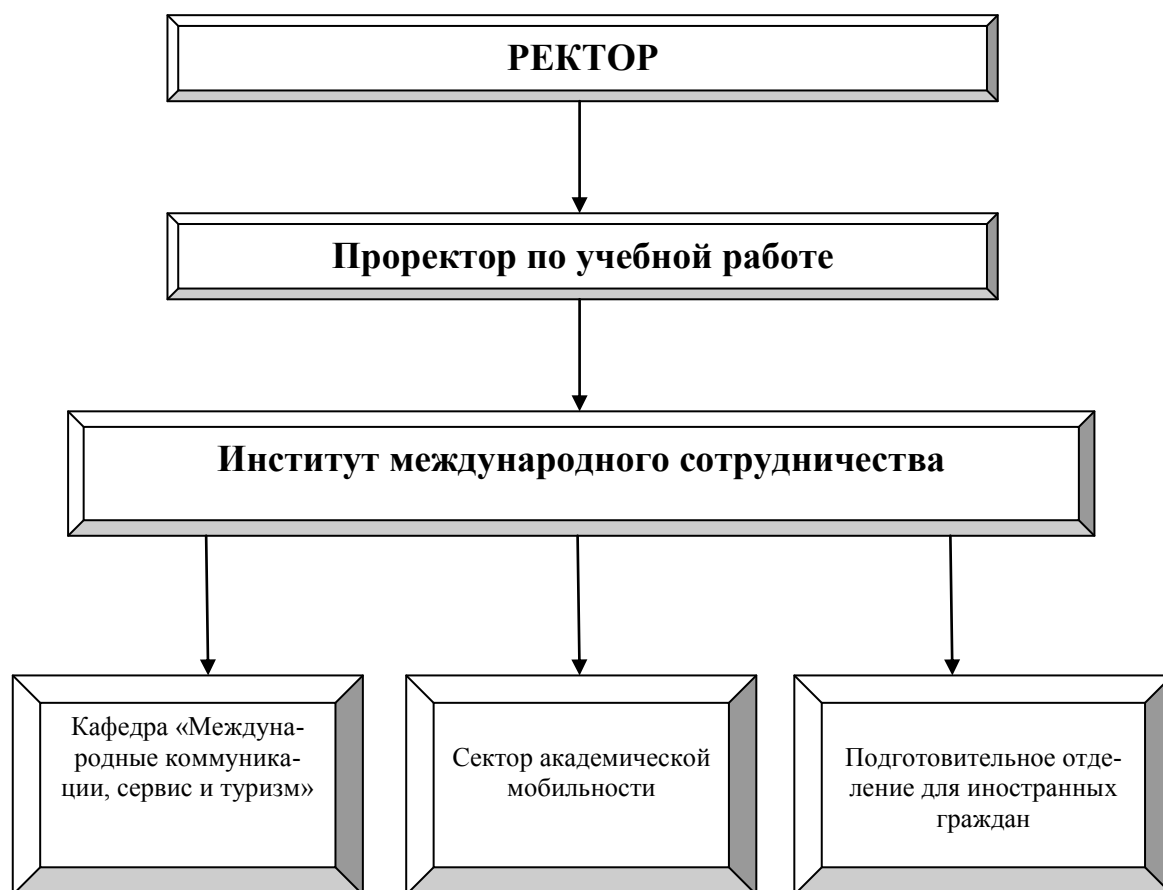 РЕКТОР
Проректор по учебной работе
Институт международного сотрудничества
Кафедра «Междуна-
родные коммуника-
ции, сервис и туризм»
Сектор академической
мобильности
Подготовительное отде-
ление для иностранных
граждан